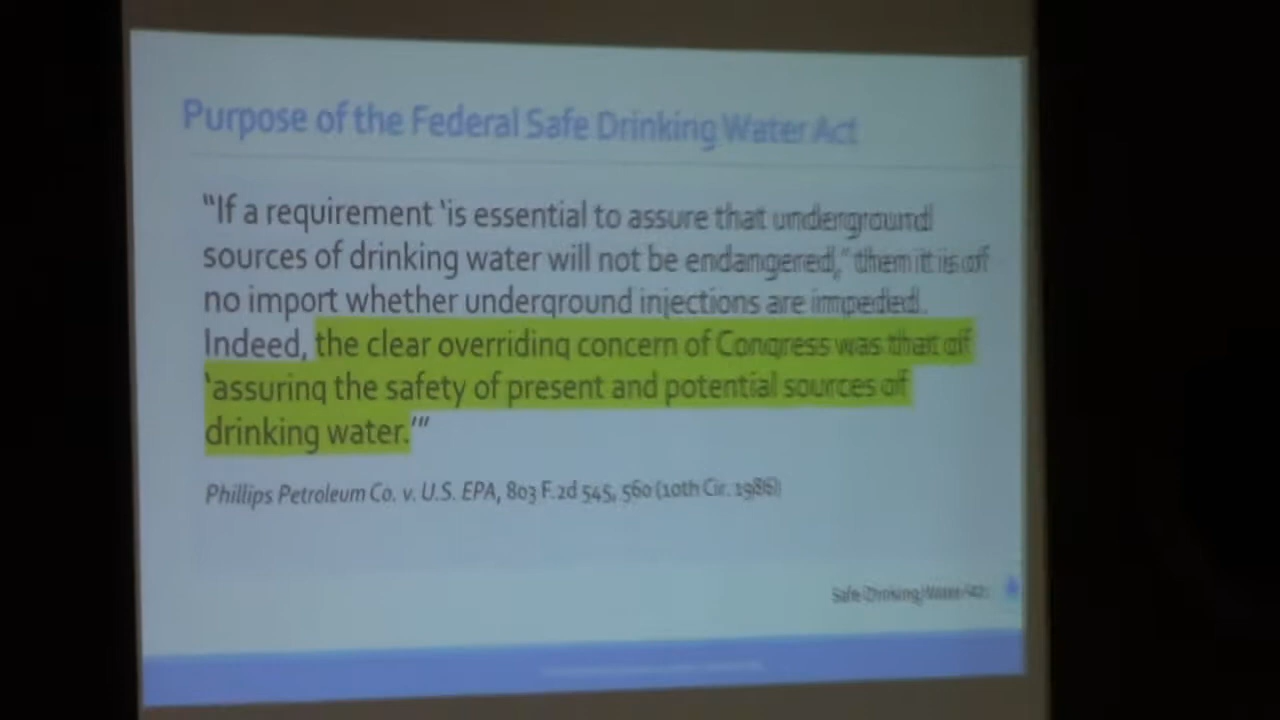 Purpose of the Federal Safe Drinking Water Act
“If a requirement ‘is essential to assure that underground
sources of drinking water will not be endangered,” then it is of
no import whether underground injections are impeded.
Indeed, the clear overriding concern of Congress was that of
‘assuring the safety of present and potential sources of
drinking water.’”
Phillips Petroleum Co. v. U.S. EPA, 803 F.2d 545, 560 (10th Cir. 1986)
Safe Drinking Water Act